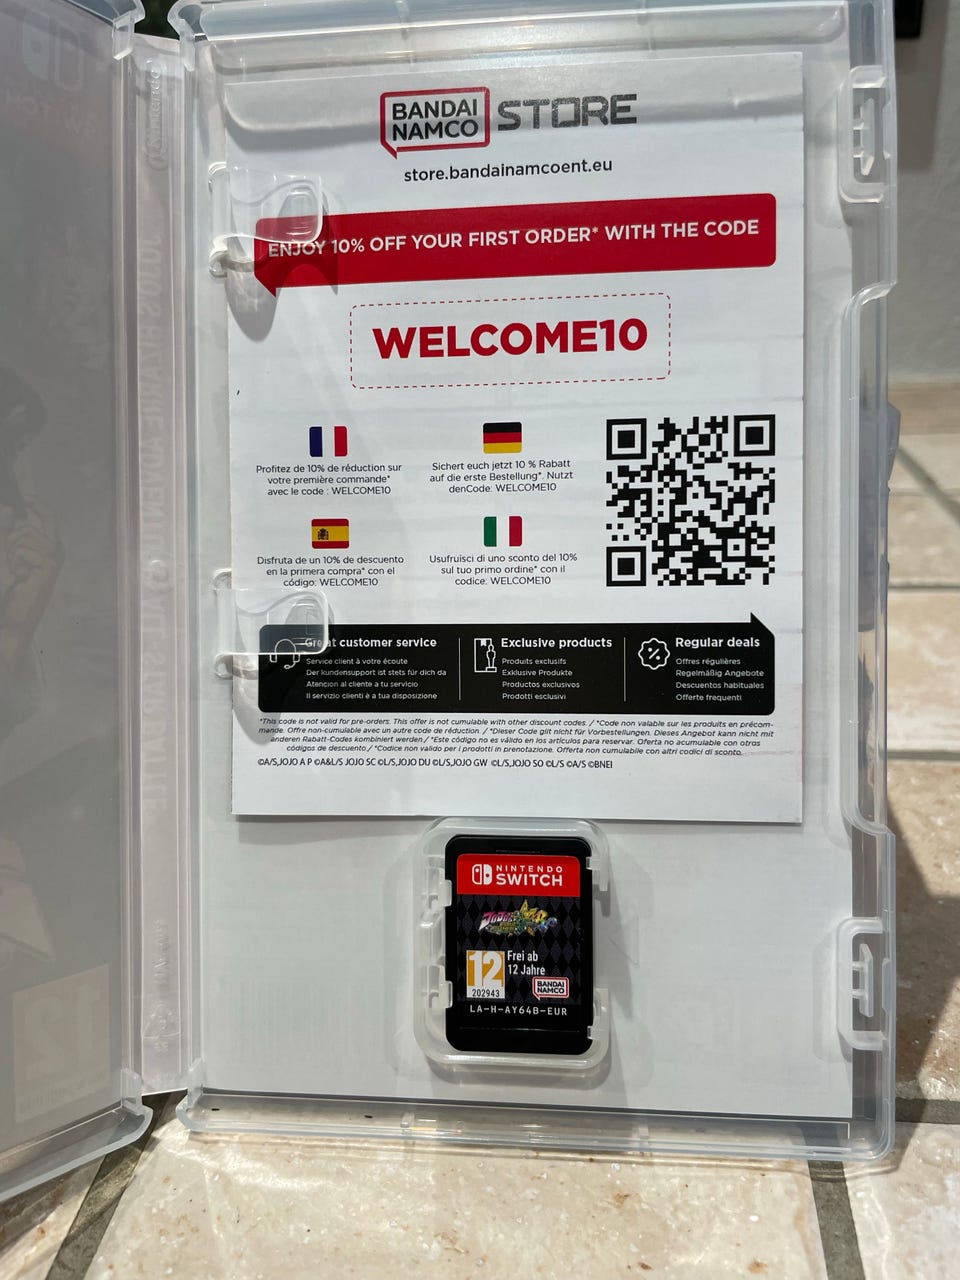 BANDAI
NAMCO
STORE
store.bandainamcoent.eu
ENJOY 10% OFF YOUR FIRST ORDER* WITH THE CODE
WELCOME10
Profitez de 10% de réduction sur
votre première commande*
avec le code : WELCOME10
Sichert euch jetzt 10 % Rabatt
auf die erste Bestellung*. Nutzt
denCode: WELCOME10
Disfruta de un 10% de descuento
en la primera compra* con el
código: WELCOME10
Usufruisci di uno sconto del 10%
sul tuo primo ordine* con il
codice: WELCOME10
Great customer service
Service client à votre écoute
Der kundensupport ist stets für dich da
Atencion al cliente a tu servicio
Il servizio clienti è a tua disposizione
Exclusive products
Produits exclusifs
Exklusive Produkte
Productos exclusivos
Prodotti esclusivi
Regular deals
Offres régulières
Regelmäßig Angebote
Descuentos habituales
Offerte frequenti
*This code is not valid for pre-orders. This offer is not cumulable with other discount codes. / *Code non valable sur les produits en précom-
mande. Offre non-cumulable avec un autre code de réduction. / *Dieser Code gilt nicht für Vorbestellungen. Dieses Angebot kann nicht mit
anderen Rabatt-Codes kombiniert werden./ *Este código no es válido en los artículos para reservar. Oferta no acumulable con otros
códigos de descuento./ *Codice non valido per i prodotti in prenotazione. Offerta non cumulabile con altri codici di sconto.
©A/S,JOJO A P ©A&L/S JOJO SC ©L/S,JOJO DU ©L/S,JOJO GW ©L/S,JOJO SO ©L/S ©A/S ©BNEI
NINTENDO
SWITCH
JOJO'S
12
Frei ab
12 Jahre
202943
BANDAI
NAMCO
LA-H-AY64B-EUR